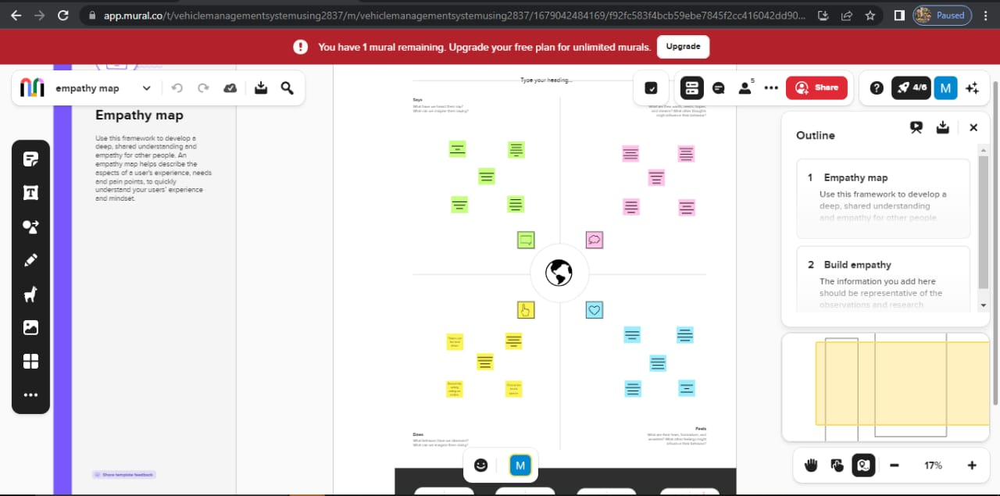 app.mural.co/t/vehiclemanagementsystemusing2837/m/vehiclemanagementsystemusing2837/1679042484169/f92fc583f4bcb59ebe7845f2cc416042dd90...
Paused
You have 1 mural remaining. Upgrade your free plan for unlimited murals.
Upgrade
empathy map
5
Share
4/6
M
Empathy map
Use this framework to develop a
deep, shared understanding and
empathy for other people. An
empathy map helps describe the
aspects of a user's experience, needs
and pain points, to quickly
understand your users' experience
and mindset.
Share template feedback
Type your heading...
Says
What have we heard them say?
What can we imagine them saying?
What are their wants, needs, hopes,
and dreams? What other thoughts
might influence their behavior?
Does
What behavior have we observed?
What can we imagine them doing?
Feels
What are their fears, frustrations, and
anxieties? What other feelings might
influence their behavior?
M
Outline
1 Empathy map
Use this framework to develop a
deep, shared understanding
and empathy for other people.
2 Build empathy
The information you add here
should be representative of the
observations and research
17%